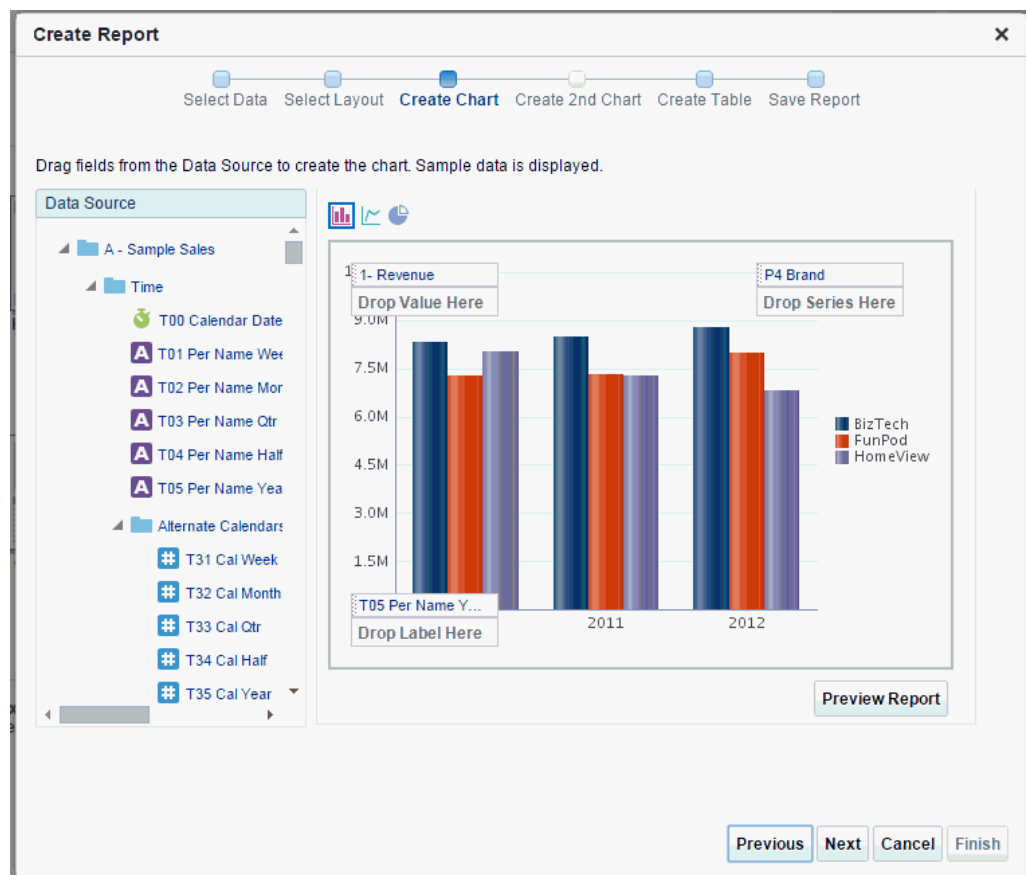 Create Report
Select Data
Select Layout
Create Chart
Create 2nd Chart
Create Table
Save Report
Drag fields from the Data Source to create the chart. Sample data is displayed.
Data Source
A - Sample Sales
Time
T00 Calendar Date
T01 Per Name Wee
T02 Per Name Mon
T03 Per Name Qtr
T04 Per Name Half
T05 Per Name Yea
Alternate Calendars
T31 Cal Week
T32 Cal Month
T33 Cal Qtr
T34 Cal Half
T35 Cal Year
1- Revenue
Drop Value Here
P4 Brand
Drop Series Here
9.0M
7.5M
6.0M
4.5M
3.0M
1.5M
BizTech
FunPod
HomeView
T05 Per Name Y...
Drop Label Here
2011
2012
Preview Report
Previous
Next
Cancel
Finish